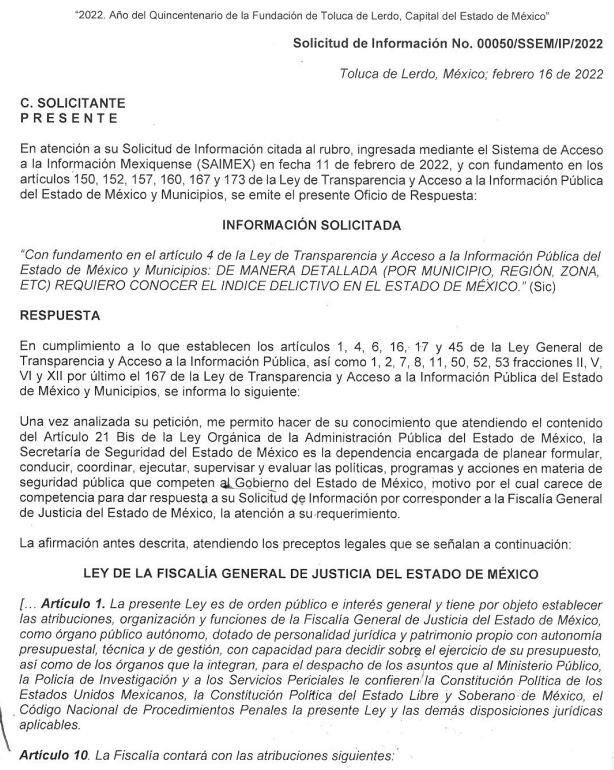 “2022. Año del Quincentenario de la Fundación de Toluca de Lerdo, Capital del Estado de México”
Solicitud de Información No. 00050/SSEM/IP/2022
Toluca de Lerdo, México; febrero 16 de 2022
C. SOLICITANTE
P R E S E N T E
En atención a su Solicitud de Información citada al rubro, ingresada mediante el Sistema de Acceso
a la Información Mexiquense (SAIMEX) en fecha 11 de febrero de 2022, y con fundamento en los
artículos 150, 152, 157, 160, 167 y 173 de la Ley de Transparencia y Acceso a la Información Pública
del Estado de México y Municipios, se emite el presente Oficio de Respuesta:
INFORMACIÓN SOLICITADA
“Con fundamento en el artículo 4 de la Ley de Transparencia y Acceso a la Información Pública del
Estado de México y Municipios: DE MANERA DETALLADA (POR MUNICIPIO, REGIÓN, ZONA,
ETC) REQUIERO CONOCER EL INDICE DELICTIVO EN EL ESTADO DE MÉXICO.” (Sic)
RESPUESTA
En cumplimiento a lo que establecen los artículos 1, 4, 6, 16, 17 y 45 de la Ley General de
Transparencia y Acceso a la Información Pública, así como 1, 2, 7, 8, 11, 50, 52, 53 fracciones II, V,
VI y XII por último el 167 de la Ley de Transparencia y Acceso a la Información Pública del Estado
de México y Municipios, se informa lo siguiente:
Una vez analizada su petición, me permito hacer de su conocimiento que atendiendo el contenido
del Artículo 21 Bis de la Ley Orgánica de la Administración Pública del Estado de México, la
Secretaría de Seguridad del Estado de México es la dependencia encargada de planear formular,
conducir, coordinar, ejecutar, supervisar y evaluar las políticas, programas y acciones en materia de
seguridad pública que competen al Gobierno del Estado de México, motivo por el cual carece de
competencia para dar respuesta a su Solicitud de Información por corresponder a la Fiscalía General
de Justicia del Estado de México, la atención a su requerimiento.
La afirmación antes descrita, atendiendo los preceptos legales que se señalan a continuación:
LEY DE LA FISCALÍA GENERAL DE JUSTICIA DEL ESTADO DE MÉXICO
[… Artículo 1. La presente Ley es de orden público e interés general y tiene por objeto establecer
las atribuciones, organización y funciones de la Fiscalía General de Justicia del Estado de México,
como órgano público autónomo, dotado de personalidad jurídica y patrimonio propio con autonomía
presupuestal, técnica y de gestión, con capacidad para decidir sobre el ejercicio de su presupuesto,
así como de los órganos que la integran, para el despacho de los asuntos que al Ministerio Público,
la Policía de Investigación y a los Servicios Periciales le confieren la Constitución Política de los
Estados Unidos Mexicanos, la Constitución Política del Estado Libre y Soberano de México, el
Código Nacional de Procedimientos Penales la presente Ley y las demás disposiciones jurídicas
aplicables.
Artículo 10. La Fiscalía contará con las atribuciones siguientes: